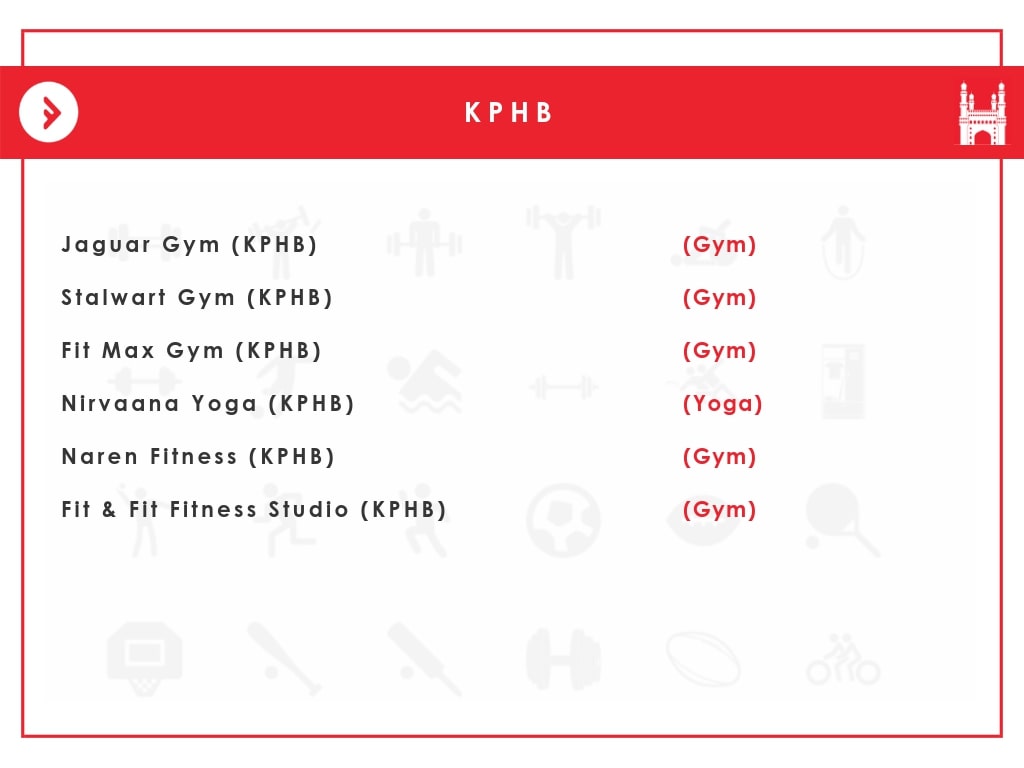 KPHB
Jaguar Gym (KPHB) (Gym)
Stalwart Gym (KPHB) (Gym)
Fit Max Gym (KPHB) (Gym)
Nirvaana Yoga (KPHB) (Yoga)
Naren Fitness (KPHB) (Gym)
Fit & Fit Fitness Studio (KPHB) (Gym)